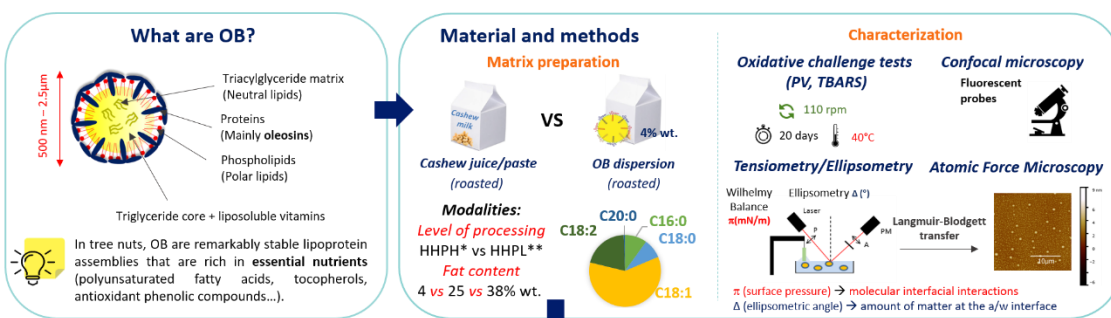 What are OB?
500 nm – 2.5µm
Triacylglyceride matrix
(Neutral lipids)
Proteins
(Mainly oleosins)
Phospholipids
(Polar lipids)
Triglyceride core + liposoluble vitamins
In tree nuts, OB are remarkably stable lipoprotein
assemblies that are rich in essential nutrients
(polyunsaturated fatty acids, tocopherols,
antioxidant phenolic compounds…).
Material and methods
Matrix preparation
Cashew
milk
VS
4% wt.
Cashew juice/paste
(roasted)
OB dispersion
(roasted)
Modalities:
Level of processing
HHPH* vs HHPL**
Fat content
4 vs 25 vs 38% wt.
C20:0
C16:0
C18:0
C18:2
C18:1
Characterization
Oxidative challenge tests
(PV, TBARS)
110 rpm
20 days
40°C
Confocal microscopy
Fluorescent
probes
Tensiometry/Ellipsometry
Wilhelmy
Balance
π(mN/m)
Ellipsometry Δ (°)
Laser
P
A
PM
Atomic Force Microscopy
Langmuir-Blodgett
transfer
10µm
π (surface pressure) → molecular interfacial interactions
Δ (ellipsometric angle) → amount of matter at the a/w interface